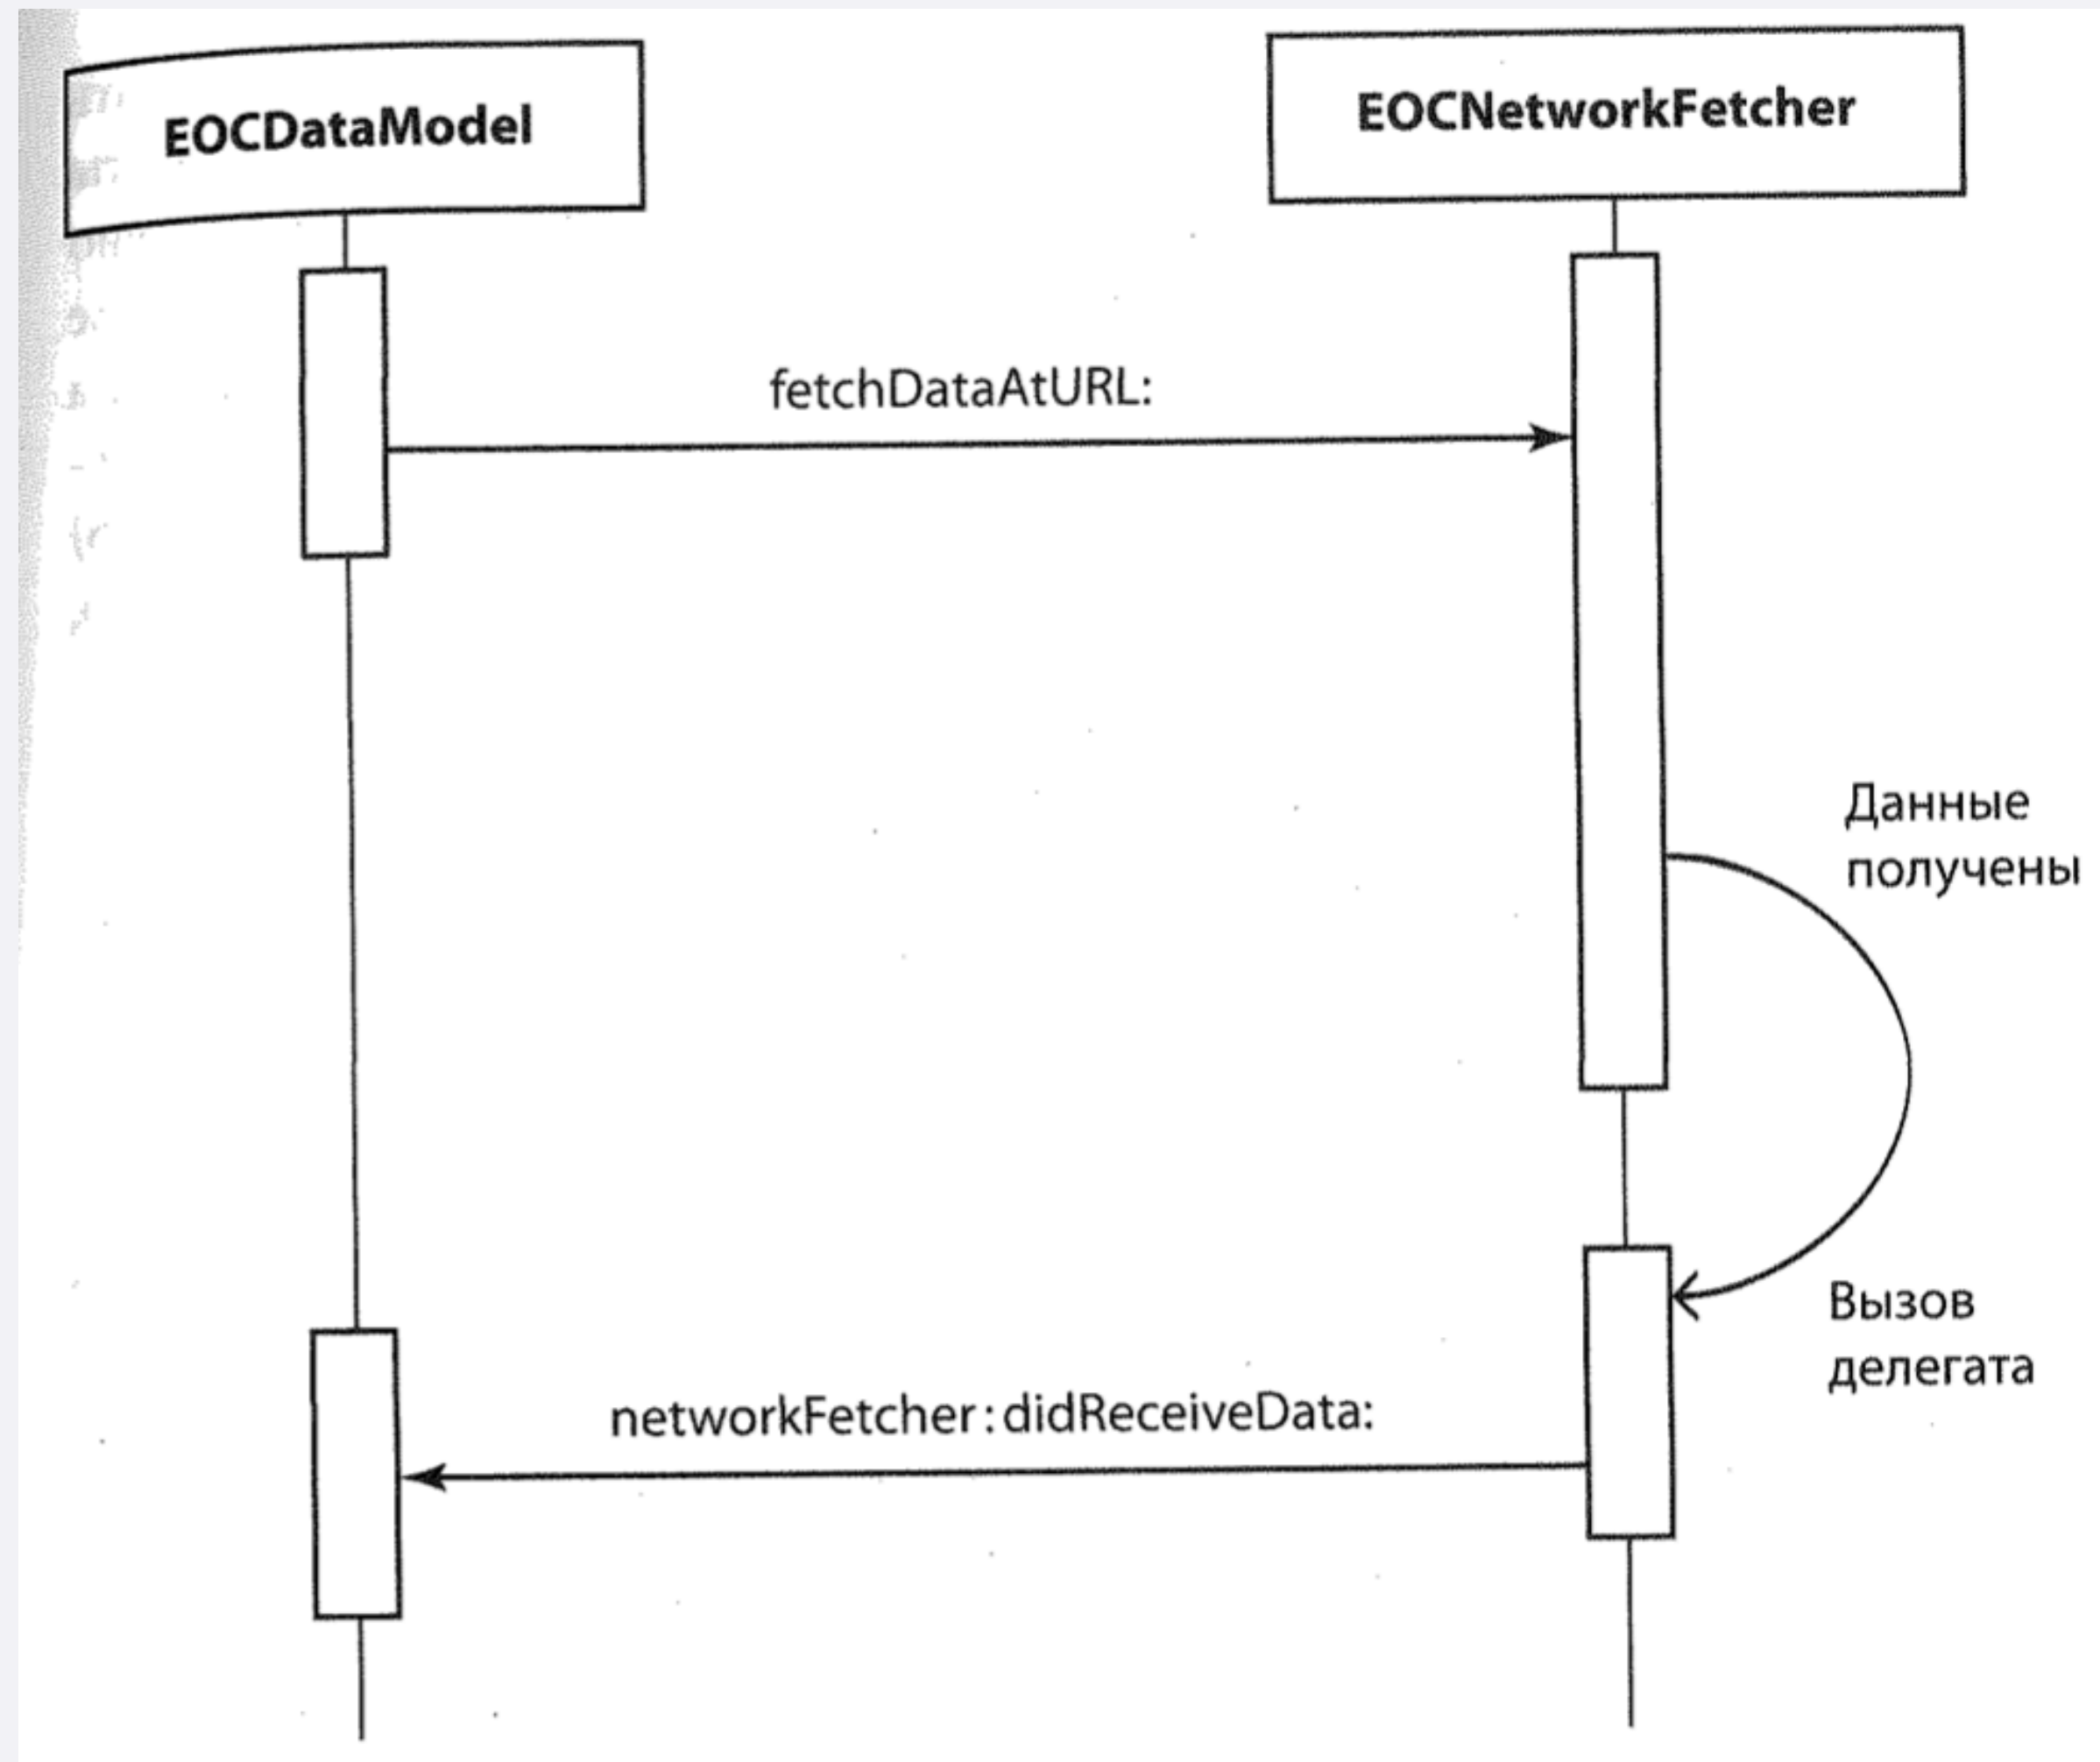 EOCDataModel
EOCNetworkFetcher
fetchDataAtURL:
Данные
получены
Вызов
делегата
networkFetcher:didReceiveData: